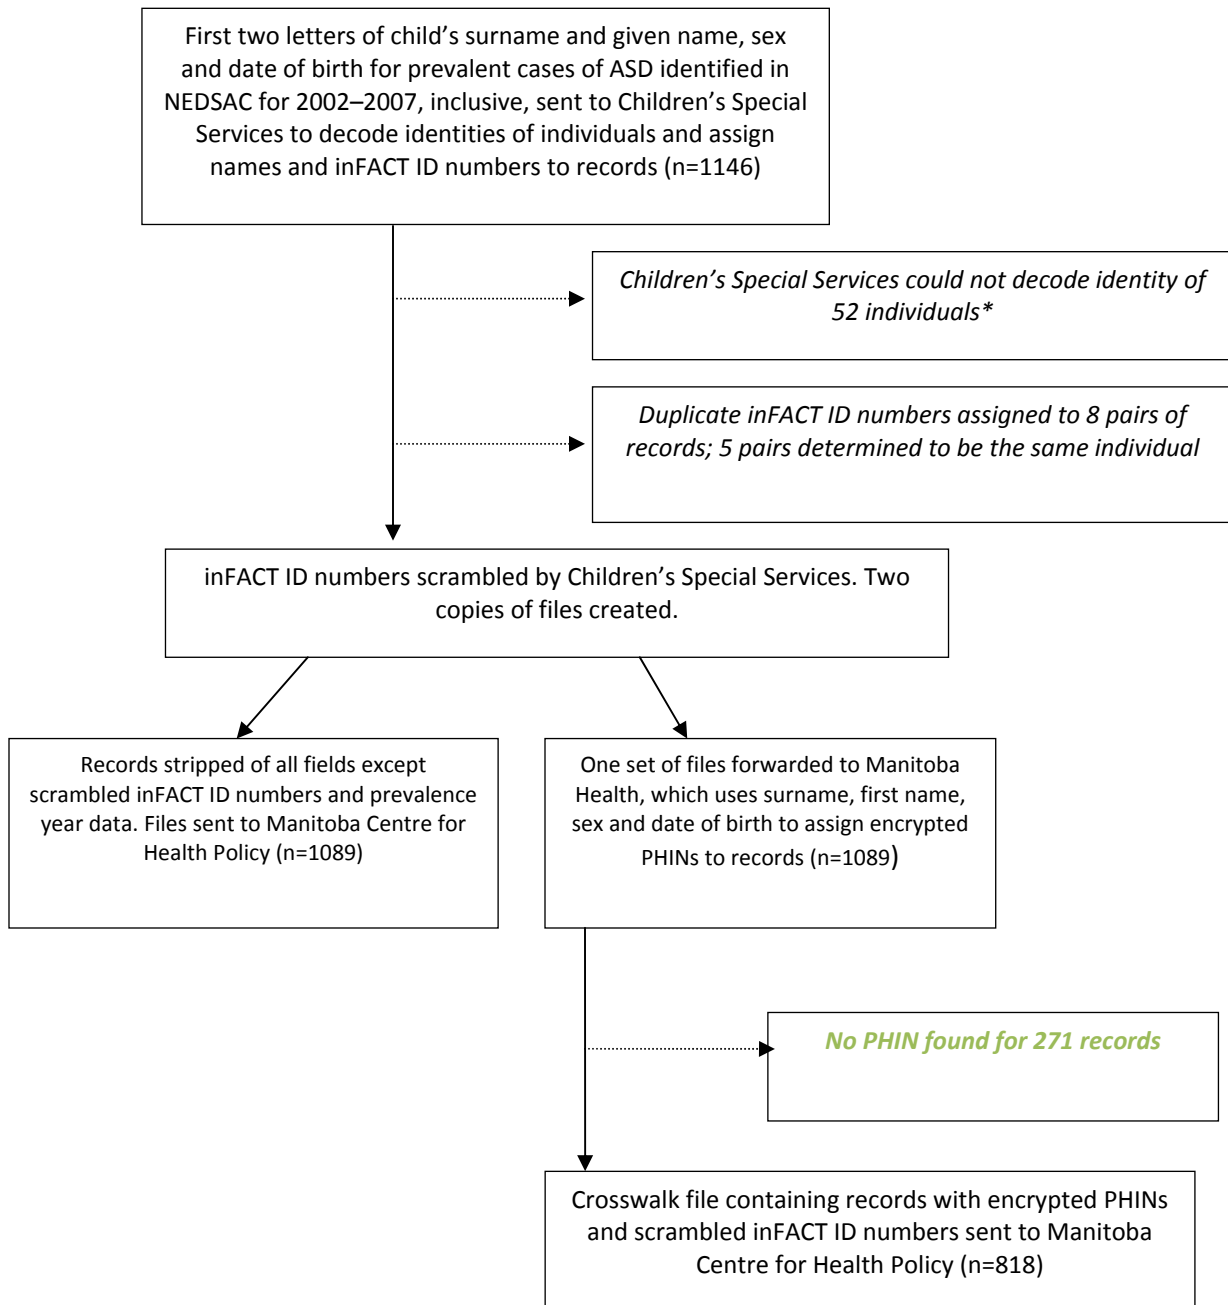 First two letters of child’s surname and given name, sex
and date of birth for prevalent cases of ASD identified in
NEDSAC for 2002–2007, inclusive, sent to Children’s Special
Services to decode identities of individuals and assign
names and inFACT ID numbers to records (n=1146)
Children’s Special Services could not decode identity of
52 individuals*
Duplicate inFACT ID numbers assigned to 8 pairs of
records; 5 pairs determined to be the same individual
inFACT ID numbers scrambled by Children’s Special Services. Two
copies of files created.
Records stripped of all fields except
scrambled inFACT ID numbers and prevalence
year data. Files sent to Manitoba Centre for
Health Policy (n=1089)
One set of files forwarded to Manitoba
Health, which uses surname, first name,
sex and date of birth to assign encrypted
PHINs to records (n=1089)
No PHIN found for 271 records
Crosswalk file containing records with encrypted PHINs
and scrambled inFACT ID numbers sent to Manitoba
Centre for Health Policy (n=818)